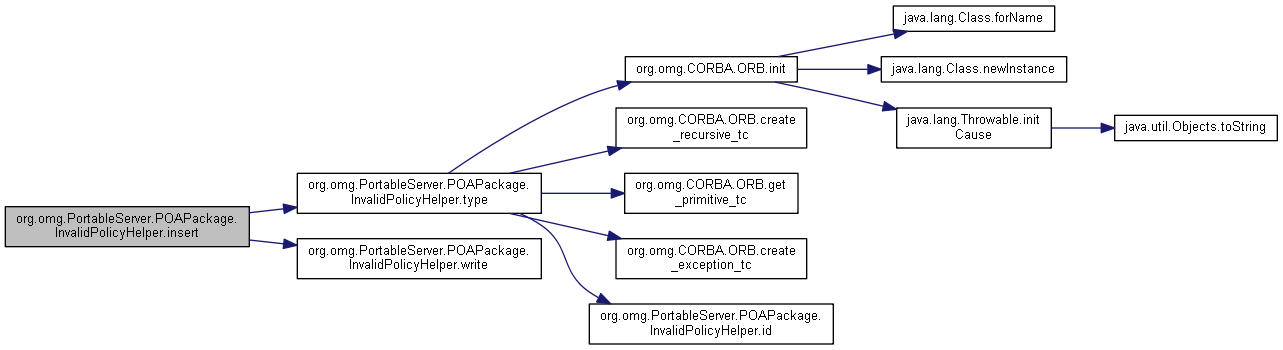 java.lang.Class.forName
org.omg.CORBA.ORB.init
java.lang.Class.newInstance
org.omg.CORBA.ORB.create
_recursive_tc
java.lang.Throwable.init
Cause
java.util.Objects.toString
org.omg.PortableServer.POAPackage.
InvalidPolicyHelper.type
org.omg.CORBA.ORB.get
_primitive_tc
org.omg.PortableServer.POAPackage.
InvalidPolicyHelper.insert
org.omg.PortableServer.POAPackage.
InvalidPolicyHelper.write
org.omg.CORBA.ORB.create
_exception_tc
org.omg.PortableServer.POAPackage.
InvalidPolicyHelper.id